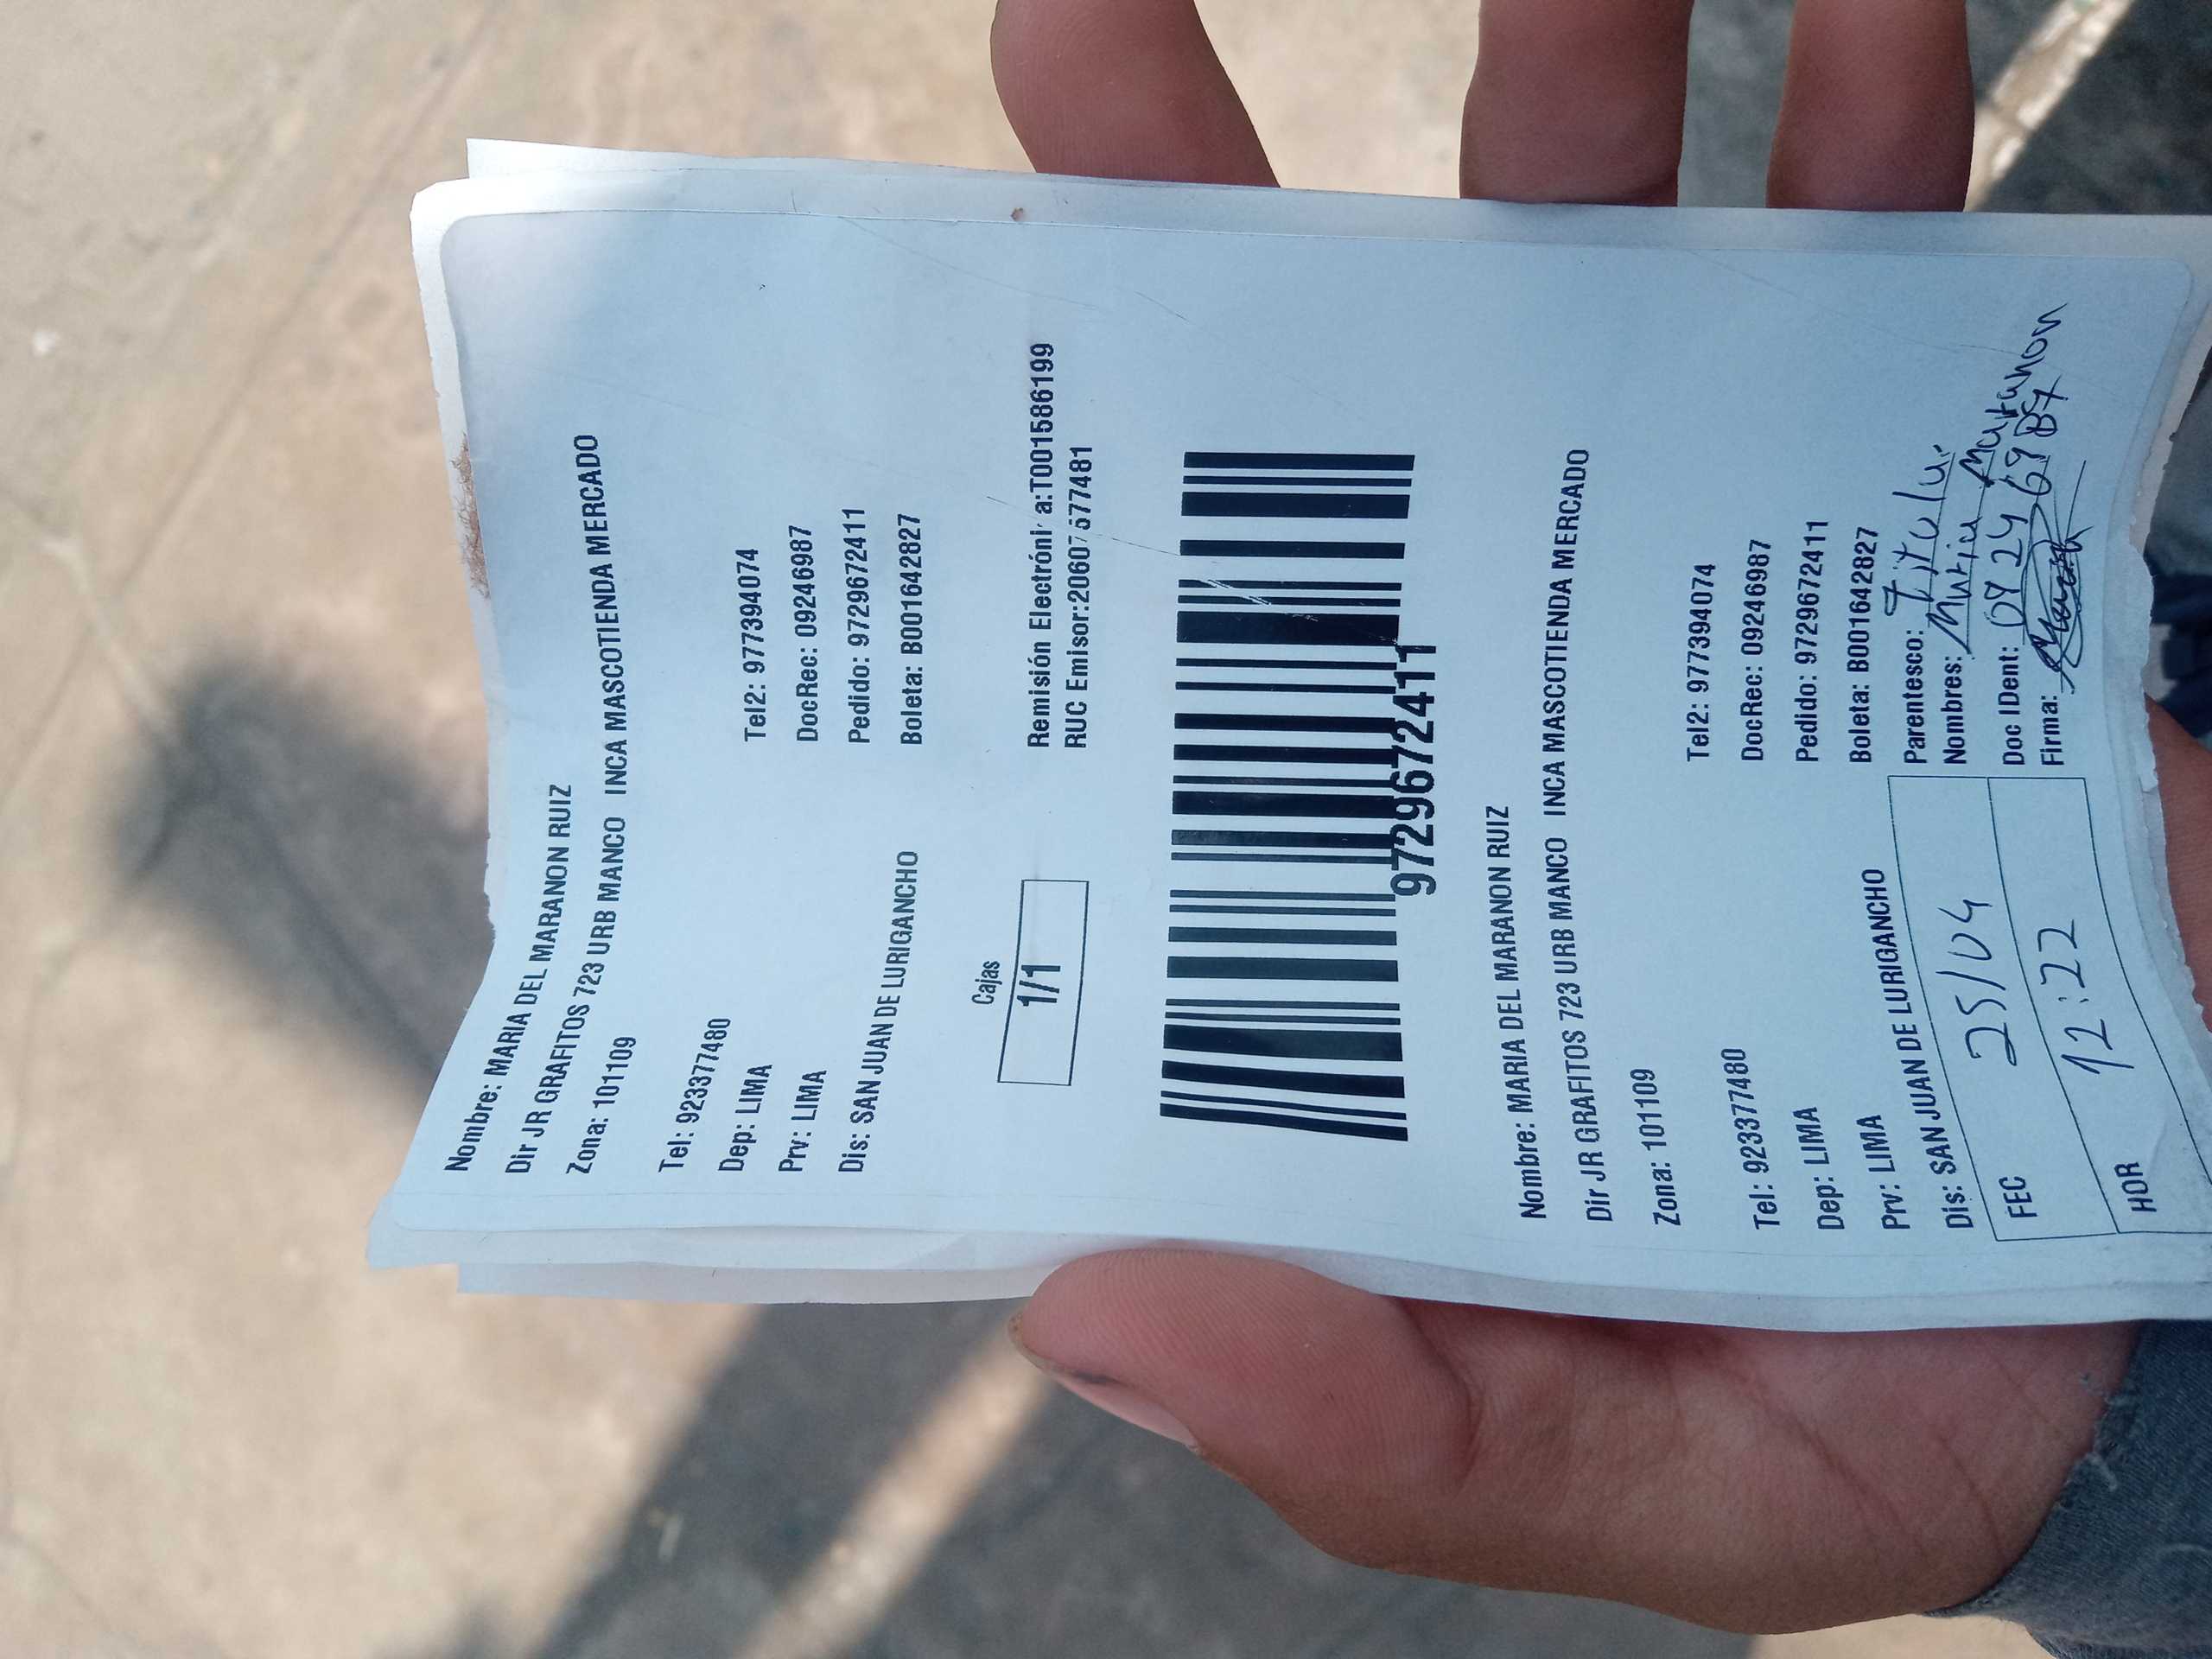 Nombre: MARIA DEL MARANON RUIZ
Dir JR GRAFITOS 723 URB MANCO INCA MASCOTIENDA MERCADO
Zona: 101109
Tel: 923377480 Tel2: 977394074
Dep: LIMA DocRec: 09246987
Prv: LIMA Pedido: 9729672411
Dis: SAN JUAN DE LURIGANCHO Boleta: B001642827
Cajas
1/1
Remisión Electróni a:T001586199
RUC Emisor:20607677481
9729672411
Nombre: MARIA DEL MARANON RUIZ
Dir JR GRAFITOS 723 URB MANCO INCA MASCOTIENDA MERCADO
Zona: 101109
Tel: 923377480 Tel2: 977394074
Dep: LIMA DocRec: 09246987
Prv: LIMA Pedido: 9729672411
Dis: SAN JUAN DE LURIGANCHO Boleta: B001642827
FEC 25/04
HOR 12:22
Parentesco: Titular
Nombres: Maria Maranon
Doc IDent: 09246987
Firma: